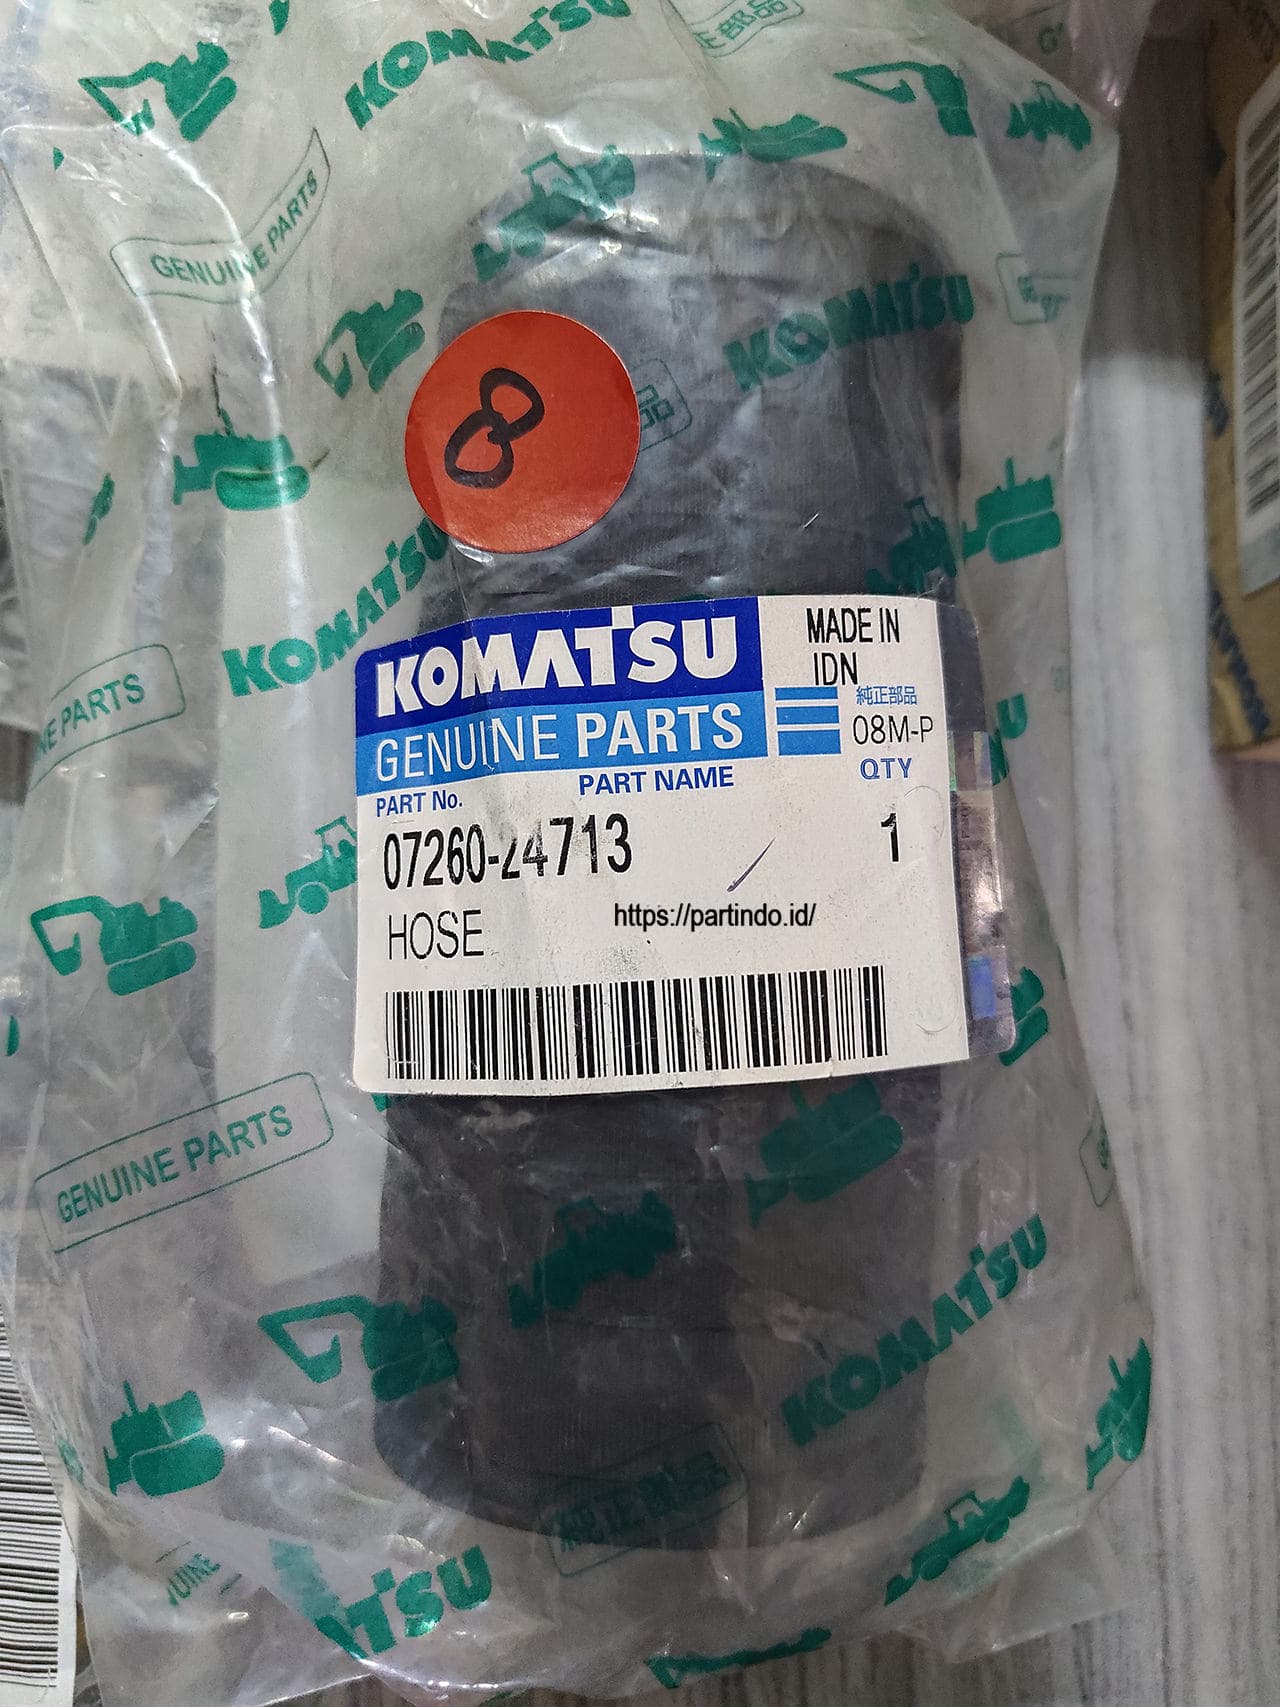 KOMATSU
GENUINE PARTS
8
KOMATSU
KOMATSU
GENUINE PARTS
KOMATSU
GENUINE PARTS
MADE IN
IDN
純正部品
08M-P
PART No.
PART NAME
QTY
07260-24713
1
HOSE
https://partindo.id/
GENUINE PARTS
KOMATSU